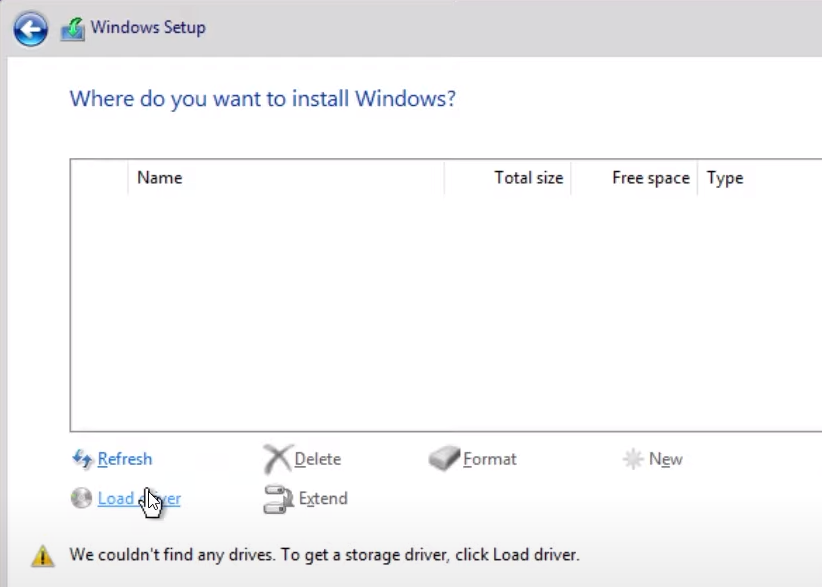 Windows Setup
Where do you want to install Windows?
Name Total size Free space Type
Refresh Delete Format New
Load driver Extend
We couldn't find any drives. To get a storage driver, click Load driver.